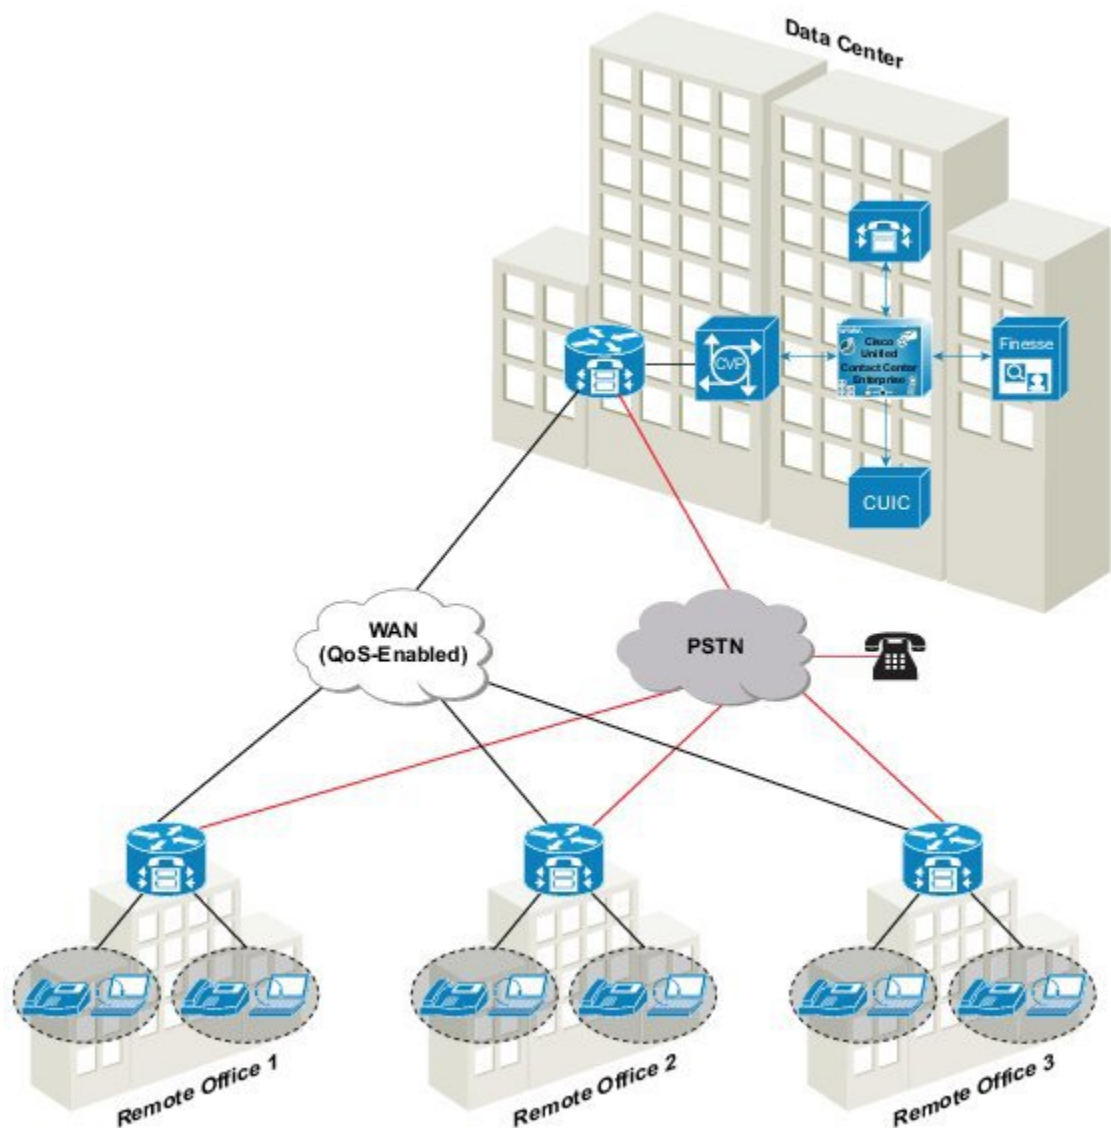 Data Center
CVP
Cisco
Unified
Contact Center
Enterprise
Finesse
CUIC
WAN
(QoS-Enabled)
PSTN
Remote Office 1
Remote Office 2
Remote Office 3